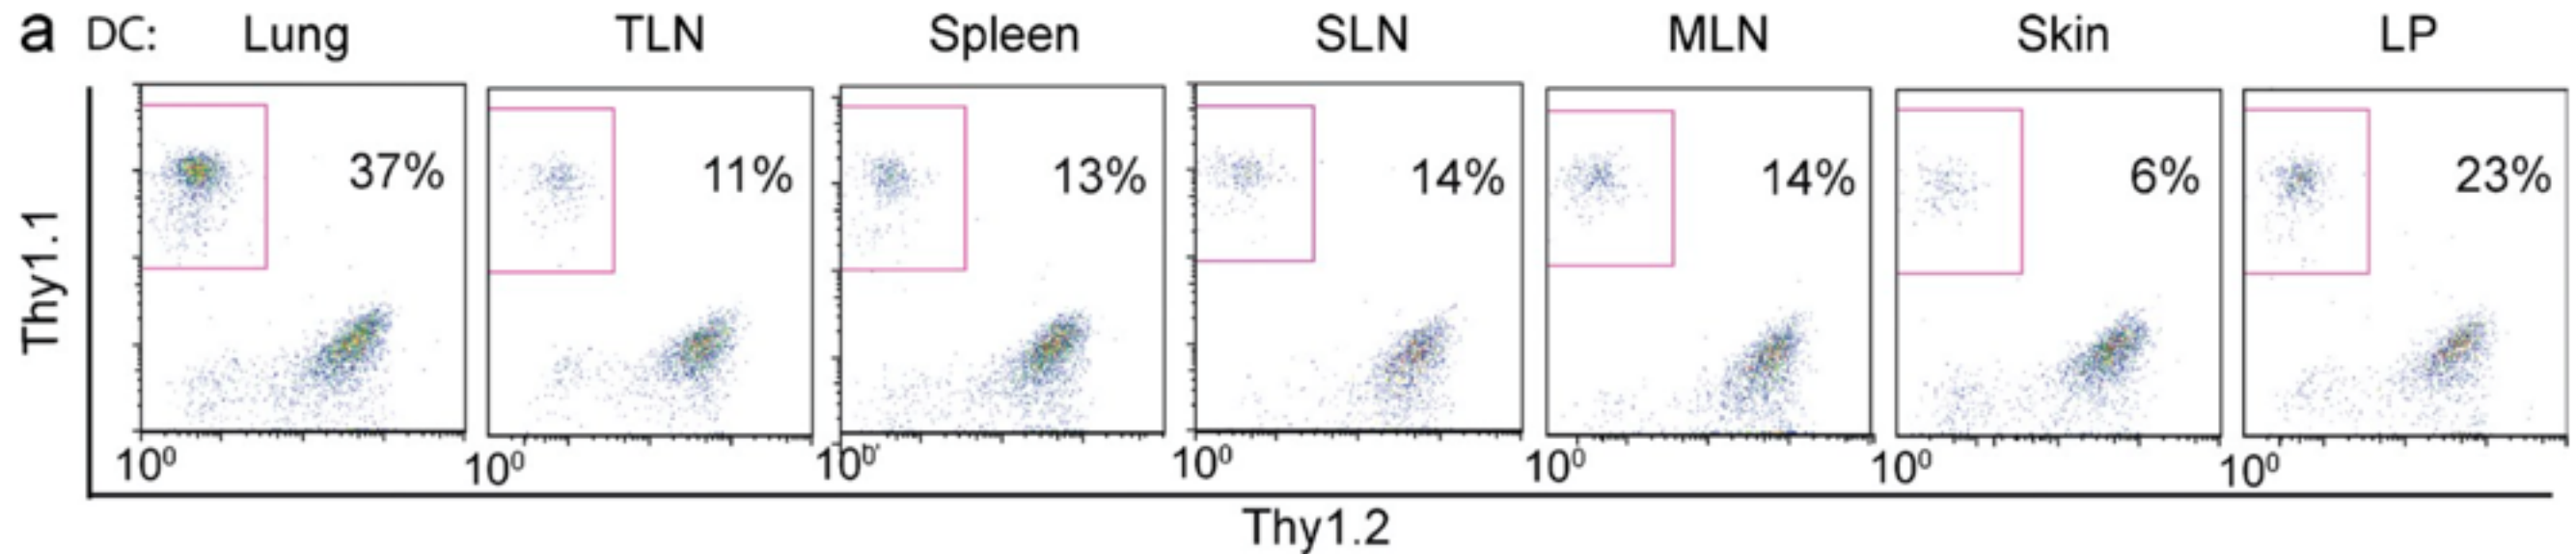 a DC: Lung TLN Spleen SLN MLN Skin LP
37% 11% 13% 14% 14% 6% 23%
Thy1.1
10⁰ 10⁰ 10⁰' 10⁰ 10⁰ 10⁰ 10⁰
Thy1.2